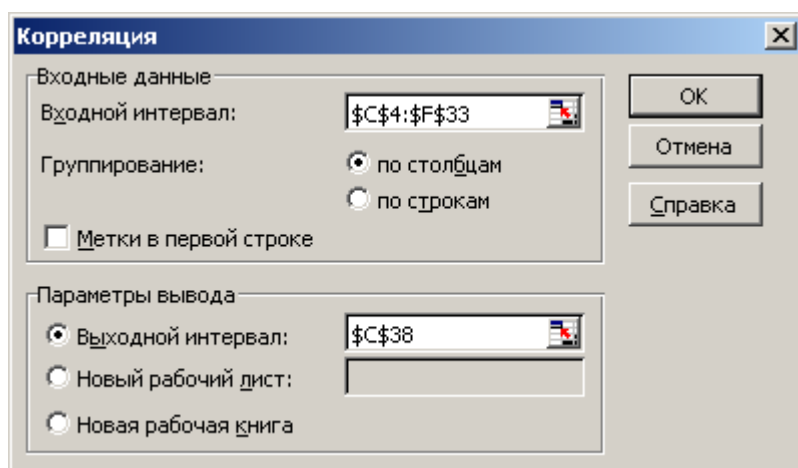 Корреляция
Входные данные
Входной интервал: $C$4:$F$33
Группирование: по столбцам
по строкам
Метки в первой строке
Параметры вывода
Выходной интервал: $C$38
Новый рабочий лист:
Новая рабочая книга
ОК
Отмена
Справка